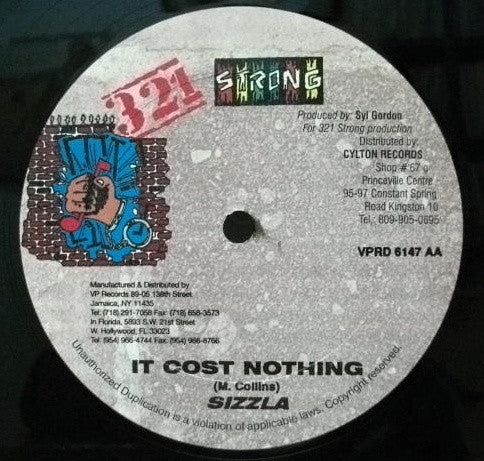 321
STRONG
Produced by: Syl Gordon
For 321 Strong production
Distributed by:
CYLTON RECORDS
Shop # 67 g
Princeville Centre
95-97 Constant Spring
Road Kingston 10
Tel.: 809-905-0695
VPRD 6147 AA
Manufactured & Distributed by
VP Records 89-05 138th Street
Jamaica, NY 11435
Tel: (718) 291-7058 Fax: (718) 658-3573
In Florida, 5893 S.W. 21st Street
W. Hollywood, FL 33023
Tel: (954) 966-4744 Fax: (954) 966-8766
IT COST NOTHING
(M. Collins)
SIZZLA
Unauthorized Duplication is a violation of applicable laws. Copyright reserved.